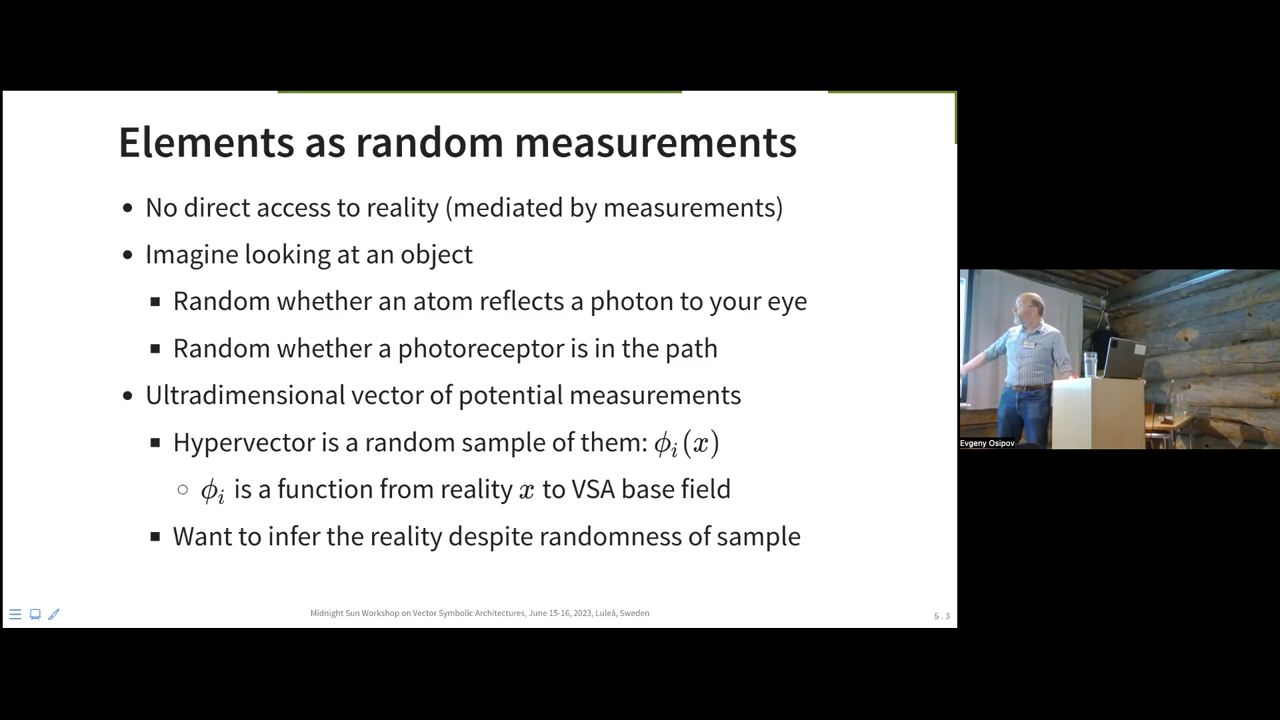 Elements as random measurements
• No direct access to reality (mediated by measurements)
• Imagine looking at an object
▪ Random whether an atom reflects a photon to your eye
▪ Random whether a photoreceptor is in the path
• Ultradimensional vector of potential measurements
▪ Hypervector is a random sample of them: ϕᵢ(x)
○ ϕᵢ is a function from reality x to VSA base field
▪ Want to infer the reality despite randomness of sample
Midnight Sun Workshop on Vector Symbolic Architectures, June 15-16, 2023, Luleå, Sweden
5.3
Evgeny Osipov